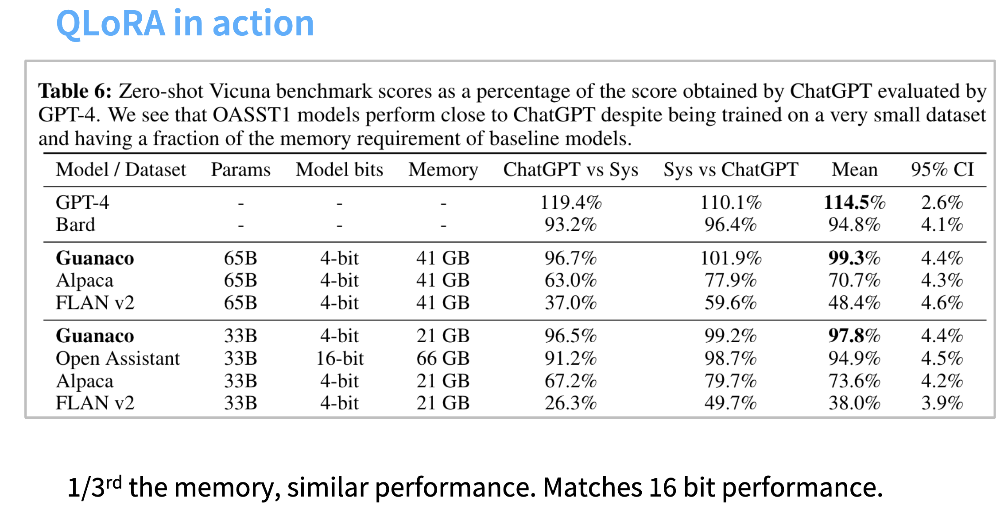 QLoRA in action
Table 6: Zero-shot Vicuna benchmark scores as a percentage of the score obtained by ChatGPT evaluated by
GPT-4. We see that OASST1 models perform close to ChatGPT despite being trained on a very small dataset
and having a fraction of the memory requirement of baseline models.
Model / Dataset Params Model bits Memory ChatGPT vs Sys Sys vs ChatGPT Mean 95% CI
GPT-4 - - - 119.4% 110.1% 114.5% 2.6%
Bard - - - 93.2% 96.4% 94.8% 4.1%
Guanaco 65B 4-bit 41 GB 96.7% 101.9% 99.3% 4.4%
Alpaca 65B 4-bit 41 GB 63.0% 77.9% 70.7% 4.3%
FLAN v2 65B 4-bit 41 GB 37.0% 59.6% 48.4% 4.6%
Guanaco 33B 4-bit 21 GB 96.5% 99.2% 97.8% 4.4%
Open Assistant 33B 16-bit 66 GB 91.2% 98.7% 94.9% 4.5%
Alpaca 33B 4-bit 21 GB 67.2% 79.7% 73.6% 4.2%
FLAN v2 33B 4-bit 21 GB 26.3% 49.7% 38.0% 3.9%
1/3rd the memory, similar performance. Matches 16 bit performance.